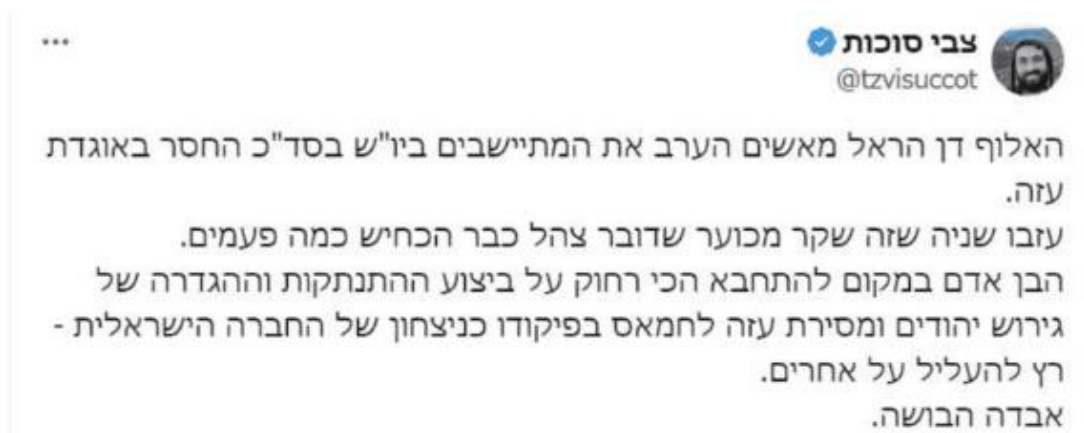 צבי סוכות
@tzvisuccot
האלוף דן הראל מאשים הערב את המתיישבים ביו"ש בסד"כ החסר באוגדת
עזה.
עזבו שניה שזה שקר מכוער שדובר צהל כבר הכחיש כמה פעמים.
הבן אדם במקום להתחבא הכי רחוק על ביצוע ההתנתקות וההגדרה של
גירוש יהודים ומסירת עזה לחמאס בפיקודו כניצחון של החברה הישראלית -
רץ להעליל על אחרים.
אבדה הבושה.